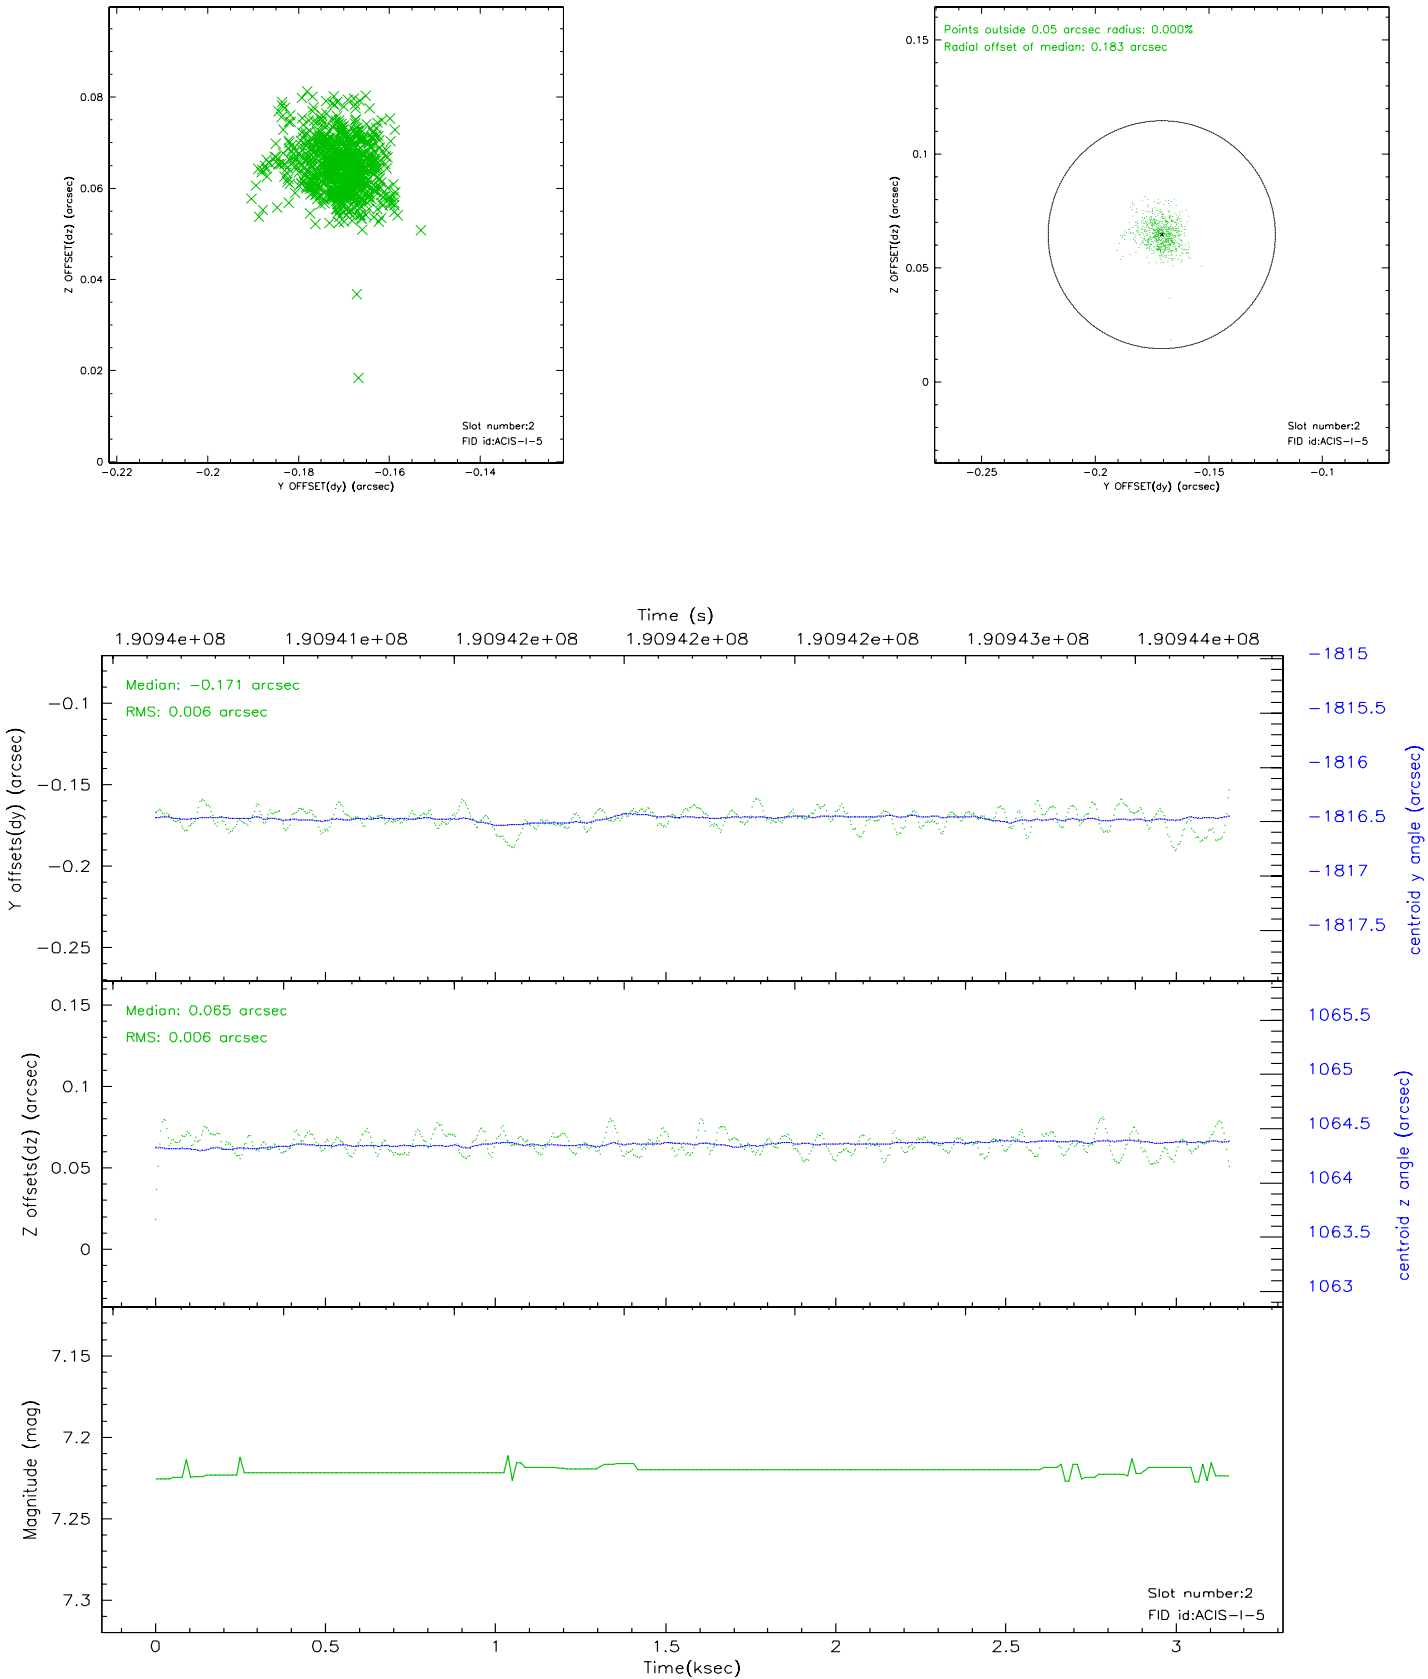 0.08
0.06
0.04
0.02
0
Z OFFSET(dz) (arcsec)
-0.22 -0.2 -0.18 -0.16 -0.14
Y OFFSET(dy) (arcsec)
Slot number:2
FID id:ACIS-I-5
Points outside 0.05 arcsec radius: 0.000%
Radial offset of median: 0.183 arcsec
0.15
0.1
0.05
0
Z OFFSET(dz) (arcsec)
-0.25 -0.2 -0.15 -0.1
Y OFFSET(dy) (arcsec)
Slot number:2
FID id:ACIS-I-5
Time (s)
1.9094e+08 1.90941e+08 1.90942e+08 1.90942e+08 1.90942e+08 1.90943e+08 1.90944e+08
Median: -0.171 arcsec
RMS: 0.006 arcsec
-0.1
-0.15
-0.2
-0.25
Y offsets(dy) (arcsec)
-1815
-1815.5
-1816
-1816.5
-1817
-1817.5
centroid y angle (arcsec)
Median: 0.065 arcsec
RMS: 0.006 arcsec
0.15
0.1
0.05
0
Z offsets(dz) (arcsec)
1065.5
1065
1064.5
1064
1063.5
1063
centroid z angle (arcsec)
7.15
7.2
7.25
7.3
Magnitude (mag)
Slot number:2
FID id:ACIS-I-5
0 0.5 1 1.5 2 2.5 3
Time(ksec)